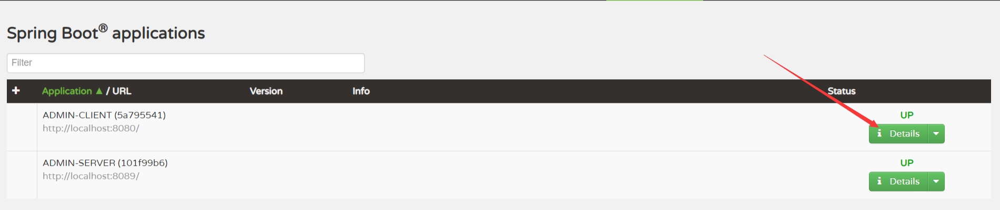 Spring Boot® applications
Filter
Application ▲ / URL Version Info Status
ADMIN-CLIENT (5a795541) UP
http://localhost:8080/ Details
ADMIN-SERVER (101f99b6) UP
http://localhost:8089/ Details